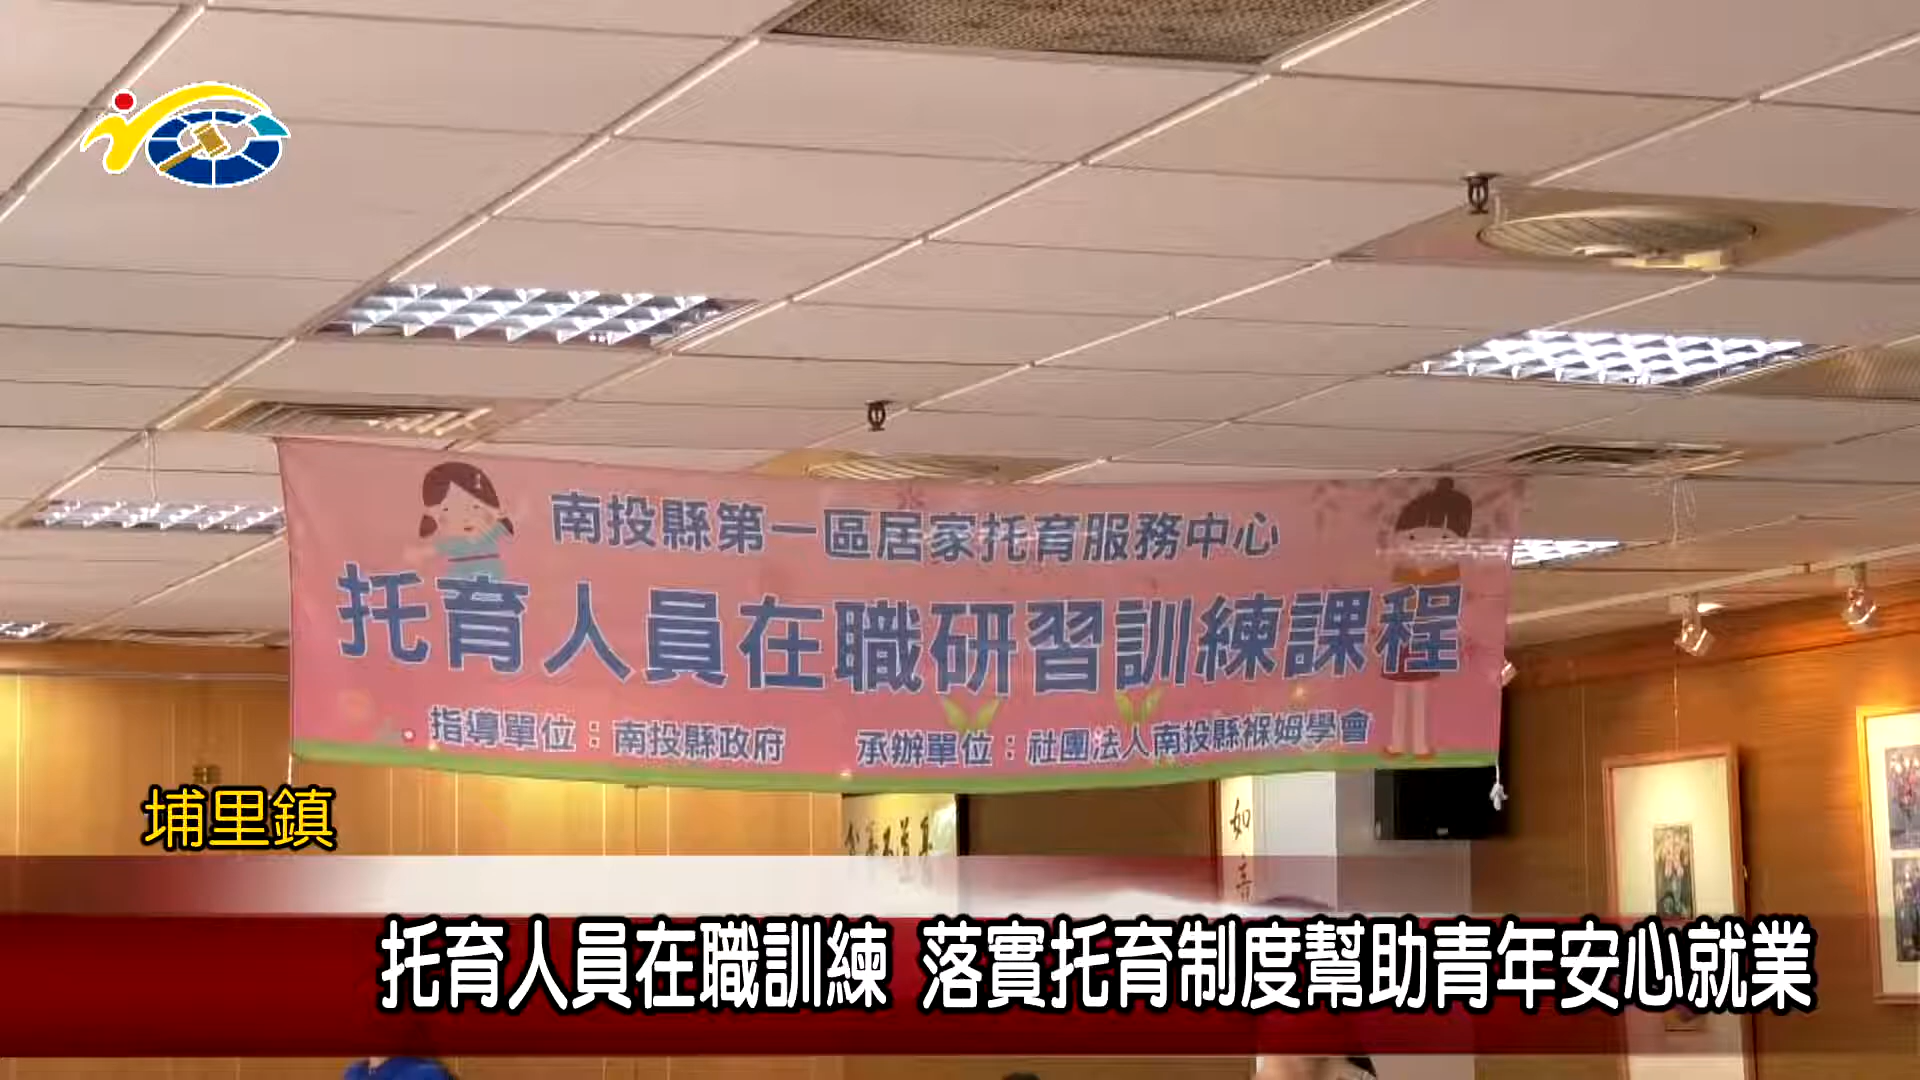 南投縣第一區居家托育服務中心
托育人員在職研習訓練課程
指導單位：南投縣政府 承辦單位：社團法人南投縣褓姆學會
埔里鎮
如
托育人員在職訓練 落實托育制度幫助青年安心就業